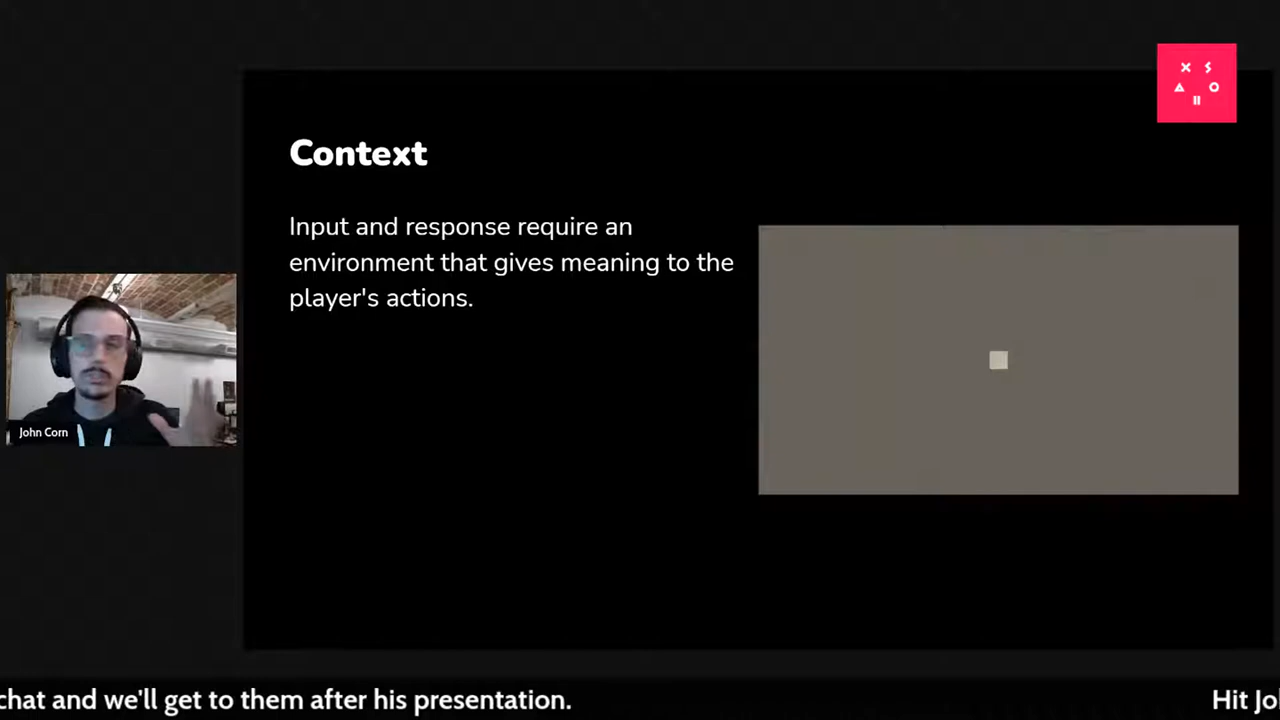 Context
Input and response require an
environment that gives meaning to the
player's actions.
John Corn
chat and we'll get to them after his presentation.
Hit Jo